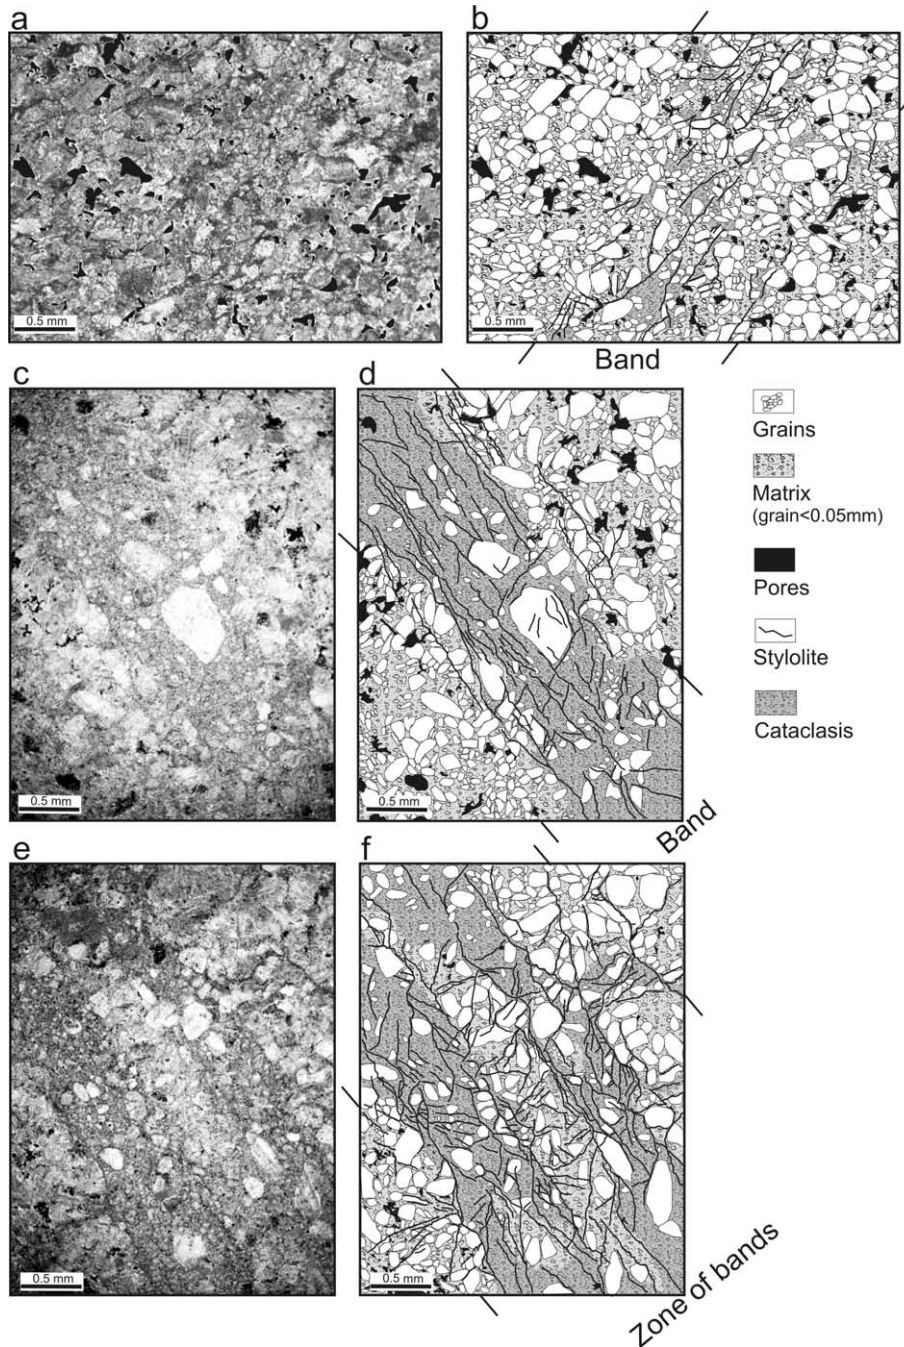 a
b
0.5 mm
0.5 mm
Band
c
d
Grains
Matrix
(grain<0.05mm)
Pores
Stylolite
Cataclasis
0.5 mm
0.5 mm
Band
e
f
0.5 mm
0.5 mm
Zone of bands